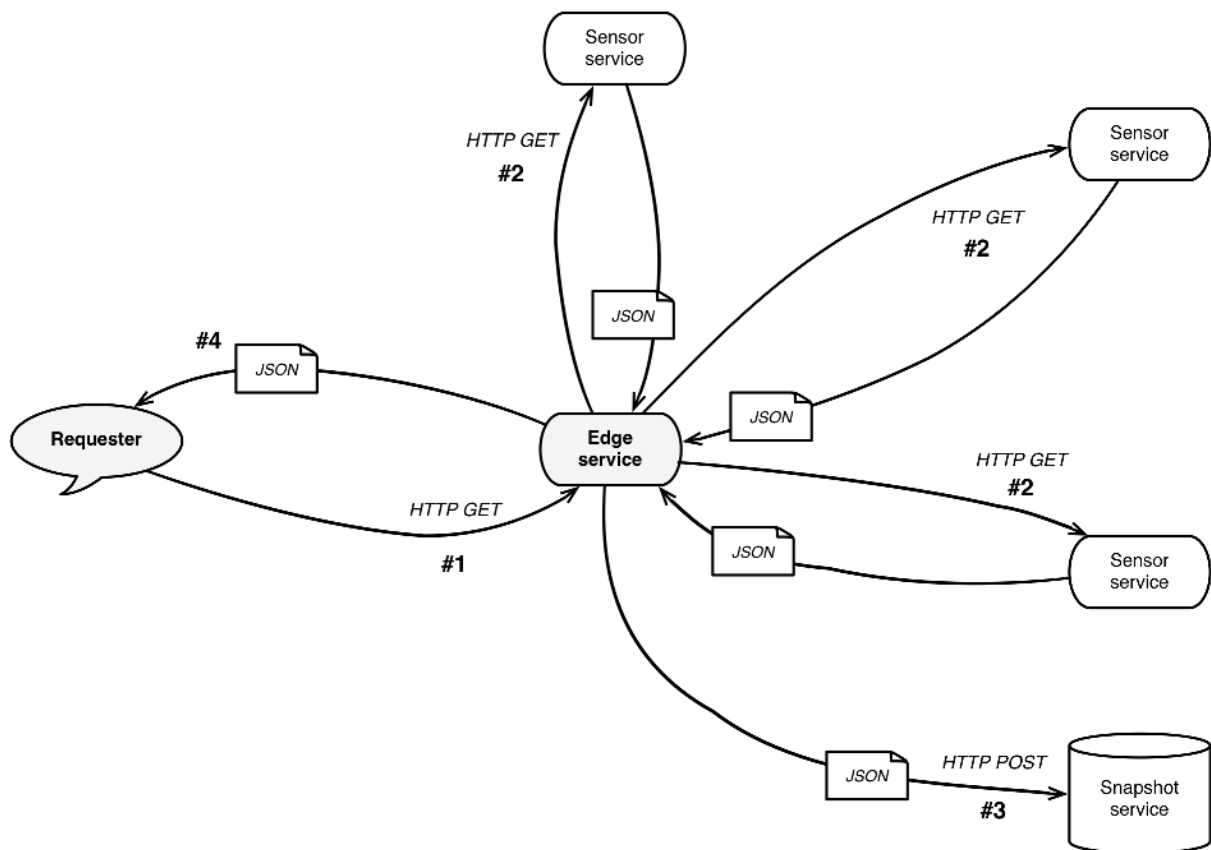 Sensor
service
HTTP GET
#2
Sensor
service
HTTP GET
#2
JSON
#4
JSON
JSON
Requester
Edge
service
HTTP GET
#2
HTTP GET
#1
JSON
Sensor
service
JSON
HTTP POST
#3
Snapshot
service